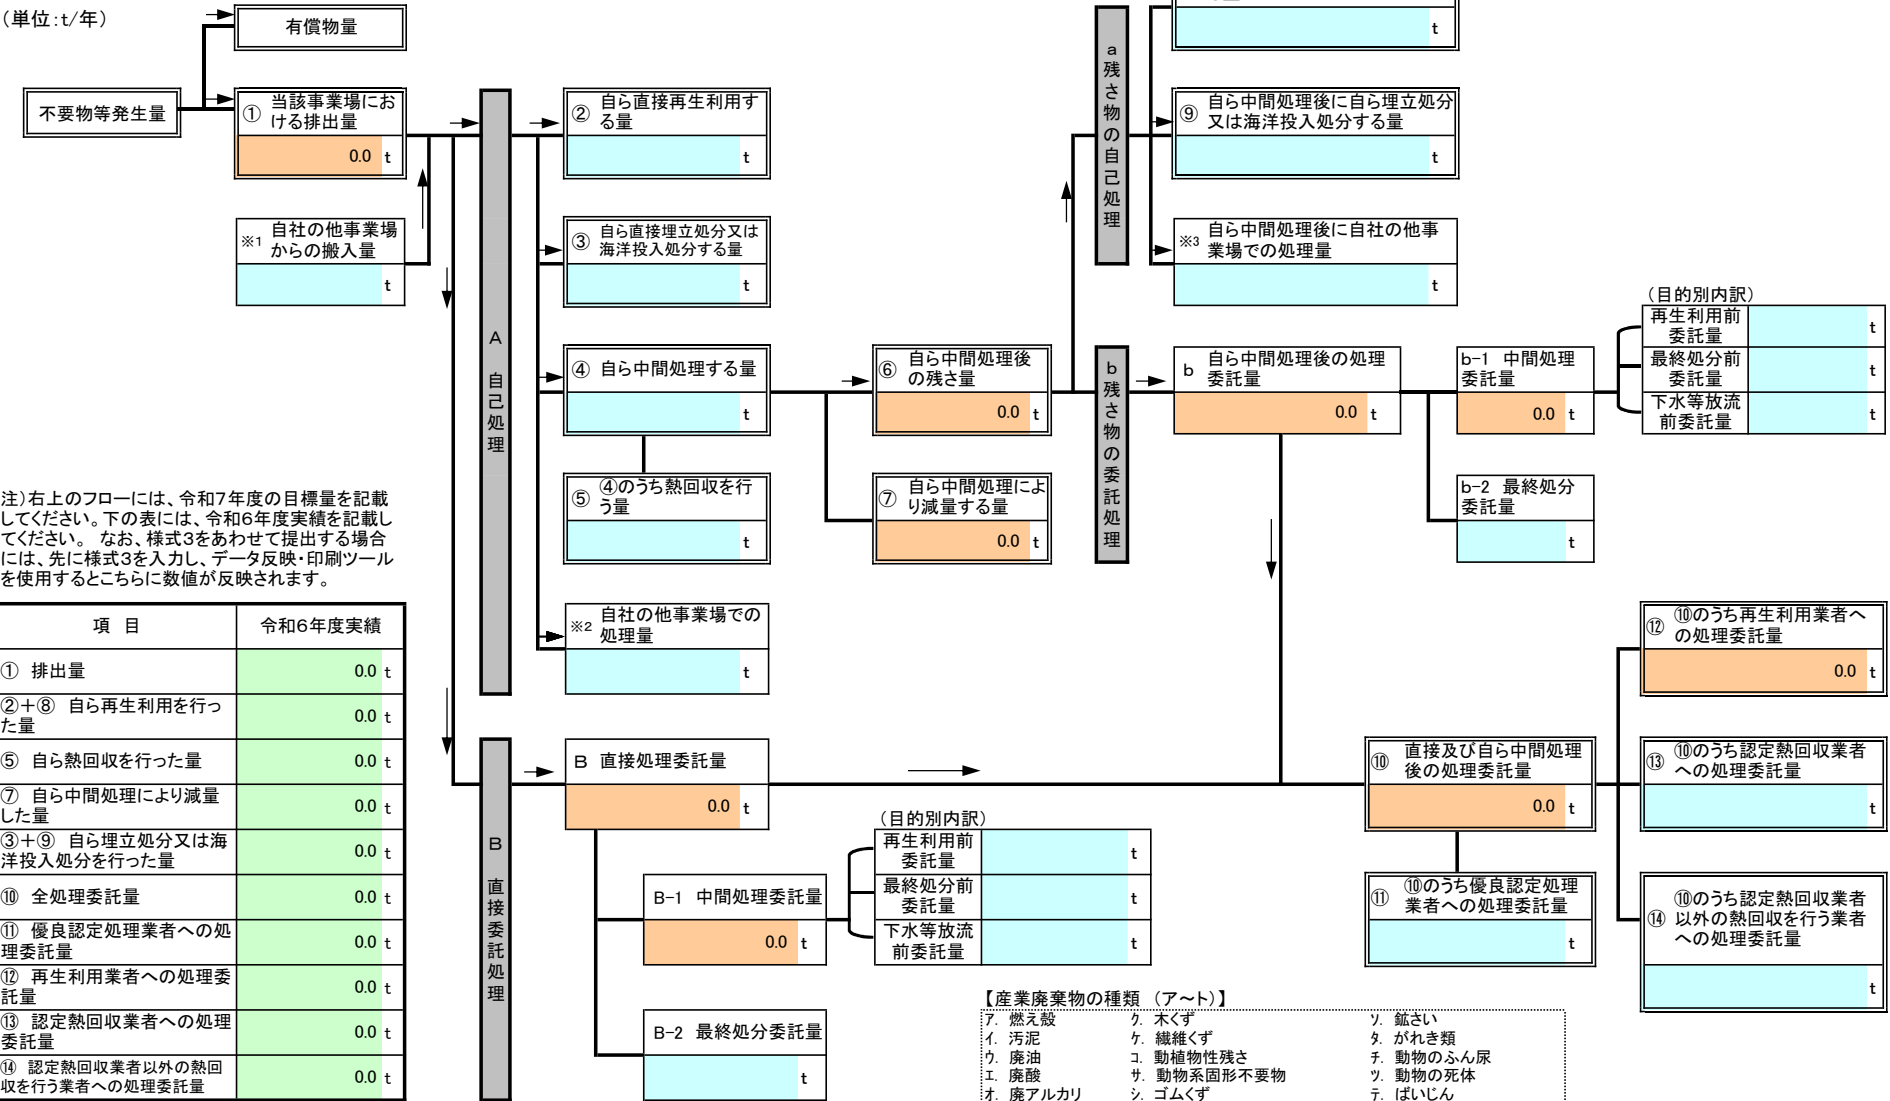 （単位：t/年）
有償物量
不要物等発生量
① 当該事業場にお
ける排出量
0.0 t
※1 自社の他事業場
からの搬入量
t
A 自己処理
② 自ら直接再生利用す
る量
t
③ 自ら直接埋立処分又は
海洋投入処分する量
t
④ 自ら中間処理する量
t
⑤ ④のうち熱回収を行
う量
t
※2 自社の他事業場での
処理量
t
⑥ 自ら中間処理後
の残さ量
0.0 t
⑦ 自ら中間処理によ
り減量する量
0.0 t
a 残さ物の自己処理
t
⑨ 自ら中間処理後に自ら埋立処分
又は海洋投入処分する量
t
※3 自ら中間処理後に自社の他事
業場での処理量
t
b 残さ物の委託処理
b 自ら中間処理後の処理
委託量
0.0 t
b-1 中間処理
委託量
0.0 t
（目的別内訳）
再生利用前
委託量
t
最終処分前
委託量
t
下水等放流
前委託量
t
b-2 最終処分
委託量
t
注）右上のフローには、令和7年度の目標量を記載
してください。下の表には、令和6年度実績を記載し
てください。 なお、様式3をあわせて提出する場合
には、先に様式3を入力し、データ反映・印刷ツール
を使用するとこちらに数値が反映されます。
項 目 令和6年度実績
① 排出量 0.0 t
②＋⑧ 自ら再生利用を行っ
た量 0.0 t
⑤ 自ら熱回収を行った量 0.0 t
⑦ 自ら中間処理により減量
した量 0.0 t
③＋⑨ 自ら埋立処分又は海
洋投入処分を行った量 0.0 t
⑩ 全処理委託量 0.0 t
⑪ 優良認定処理業者への処
理委託量 0.0 t
⑫ 再生利用業者への処理委
託量 0.0 t
⑬ 認定熱回収業者への処理
委託量 0.0 t
⑭ 認定熱回収業者以外の熱回
収を行う業者への処理委託量 0.0 t
B 直接委託処理
B 直接処理委託量
0.0 t
B-1 中間処理委託量
0.0 t
（目的別内訳）
再生利用前
委託量
t
最終処分前
委託量
t
下水等放流
前委託量
t
B-2 最終処分委託量
t
⑩ 直接及び自ら中間処理
後の処理委託量
0.0 t
⑪ ⑩のうち優良認定処理
業者への処理委託量
t
⑫ ⑩のうち再生利用業者へ
の処理委託量
0.0 t
⑬ ⑩のうち認定熱回収業者
への処理委託量
t
⑭ ⑩のうち認定熱回収業者
以外の熱回収を行う業者
への処理委託量
t
【産業廃棄物の種類 （ア～ト）】
ア. 燃え殻 ク. 木くず ソ. 鉱さい
イ. 汚泥 ケ. 繊維くず タ. がれき類
ウ. 廃油 コ. 動植物性残さ チ. 動物のふん尿
エ. 廃酸 サ. 動物系固形不要物 ツ. 動物の死体
オ. 廃アルカリ シ. ゴムくず テ. ばいじん